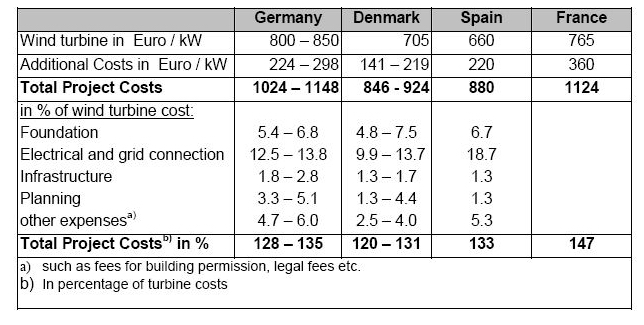 Germany Denmark Spain France
Wind turbine in Euro / kW 800 – 850 705 660 765
Additional Costs in Euro / kW 224 – 298 141 – 219 220 360
Total Project Costs 1024 – 1148 846 - 924 880 1124
in % of wind turbine cost:
Foundation 5.4 – 6.8 4.8 – 7.5 6.7
Electrical and grid connection 12.5 – 13.8 9.9 – 13.7 18.7
Infrastructure 1.8 – 2.8 1.3 – 1.7 1.3
Planning 3.3 – 5.1 1.3 – 4.4 1.3
other expenses a) 4.7 – 6.0 2.5 – 4.0 5.3
Total Project Costs b) in % 128 – 135 120 – 131 133 147
a) such as fees for building permission, legal fees etc.
b) In percentage of turbine costs